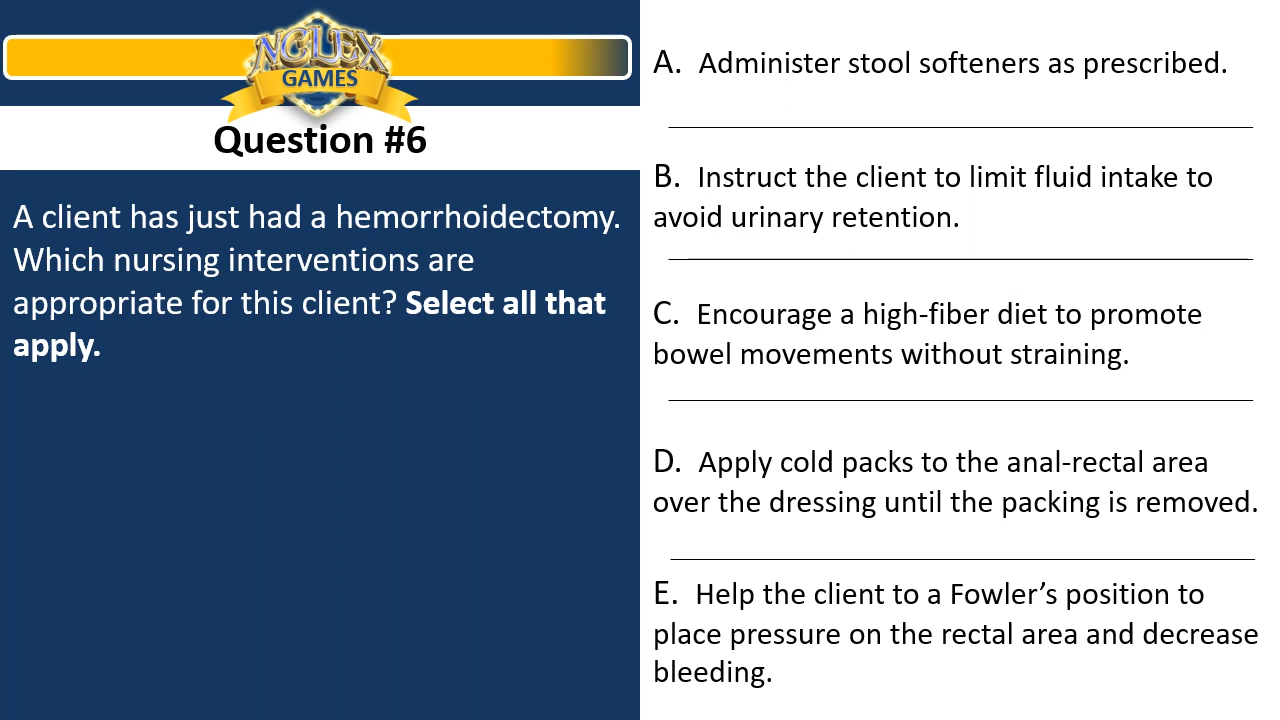 NCLEX
GAMES
Question #6
A client has just had a hemorrhoidectomy.
Which nursing interventions are
appropriate for this client? Select all that
apply.
A. Administer stool softeners as prescribed.
B. Instruct the client to limit fluid intake to
avoid urinary retention.
C. Encourage a high-fiber diet to promote
bowel movements without straining.
D. Apply cold packs to the anal-rectal area
over the dressing until the packing is removed.
E. Help the client to a Fowler’s position to
place pressure on the rectal area and decrease
bleeding.